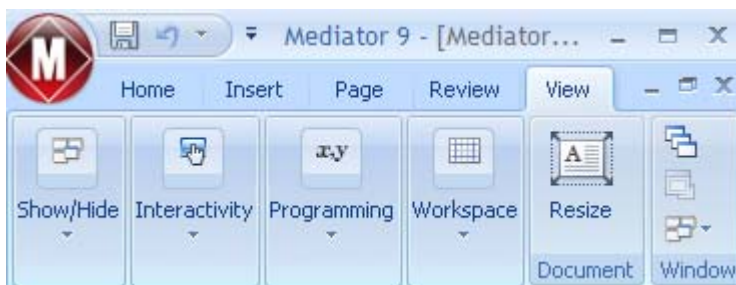 M
Mediator 9 - [Mediator...
Home Insert Page Review View
x,y
A
Show/Hide Interactivity Programming Workspace Resize
Document Window